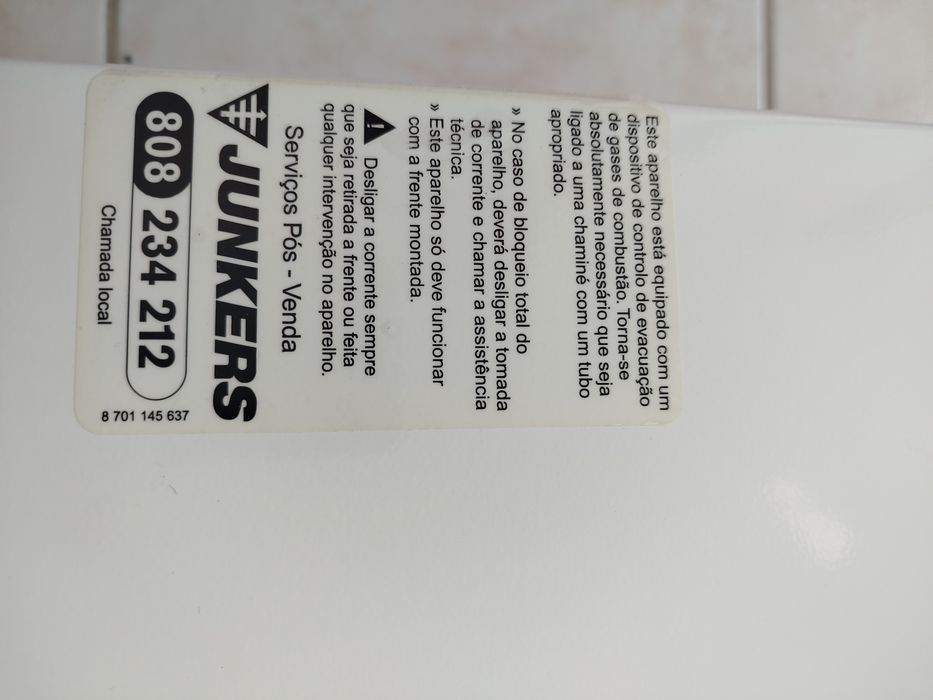 Este aparelho está equipado com um
dispositivo de controlo de evacuação
de gases de combustão. Torna-se
absolutamente necessário que seja
ligado a uma chaminé com um tubo
apropriado.
» No caso de bloqueio total do
aparelho, deverá desligar a tomada
de corrente e chamar a assistência
técnica.
» Este aparelho só deve funcionar
com a frente montada.
Desligar a corrente sempre
que seja retirada a frente ou feita
qualquer intervenção no aparelho.
Serviços Pós - Venda
JUNKERS
808 234 212
Chamada local
8 701 145 637